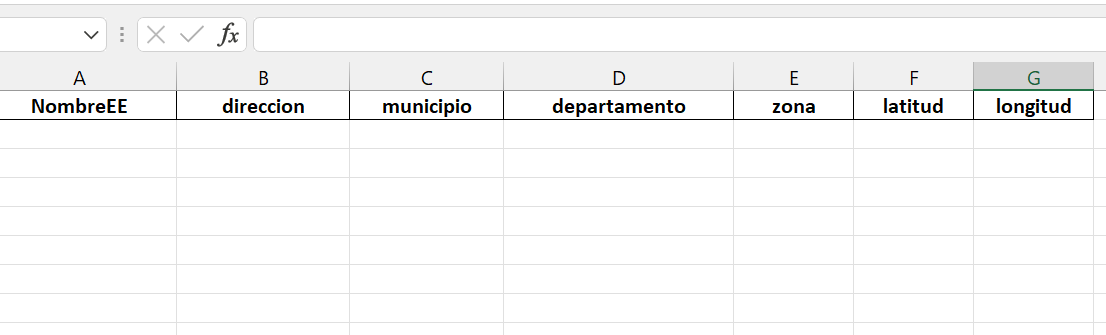 fx
A B C D E F G
NombreEE direccion municipio departamento zona latitud longitud